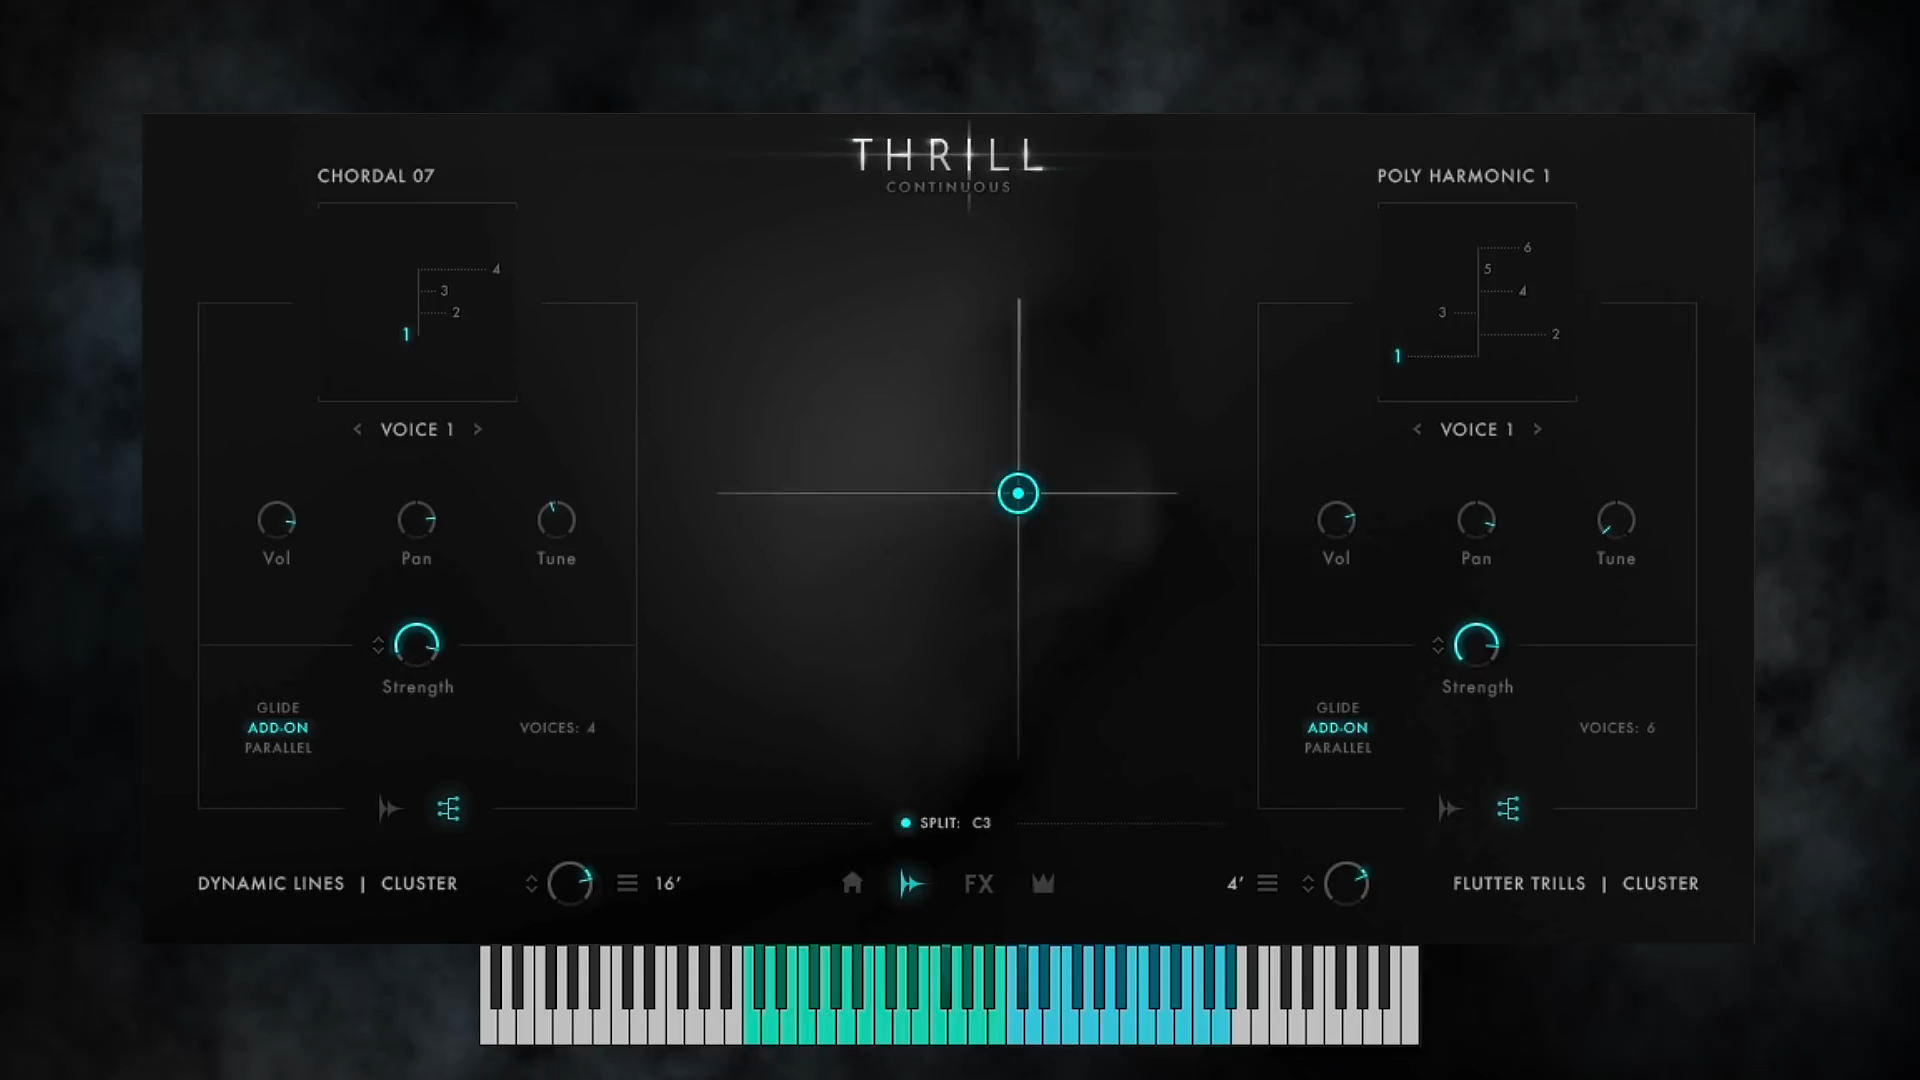 THRILL
CONTINUOUS
CHORDAL 07
4
3
2
1
< VOICE 1 >
Vol Pan Tune
Strength
GLIDE
ADD-ON
PARALLEL
VOICES: 4
POLY HARMONIC 1
6
5
4
3
2
1
< VOICE 1 >
Vol Pan Tune
Strength
GLIDE
ADD-ON
PARALLEL
VOICES: 6
SPLIT: C3
DYNAMIC LINES | CLUSTER
16’
FX
4’
FLUTTER TRILLS | CLUSTER